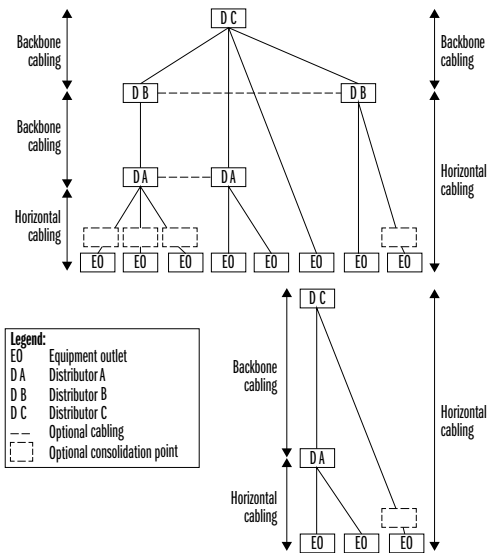 D C
Backbone
cabling
Backbone
cabling
D B
D B
Backbone
cabling
Horizontal
cabling
D A
D A
Horizontal
cabling
EO
EO
EO
EO
EO
EO
EO
EO
D C
Backbone
cabling
Horizontal
cabling
D A
Horizontal
cabling
EO
EO
EO
Legend:
EO Equipment outlet
D A Distributor A
D B Distributor B
D C Distributor C
Optional cabling
Optional consolidation point